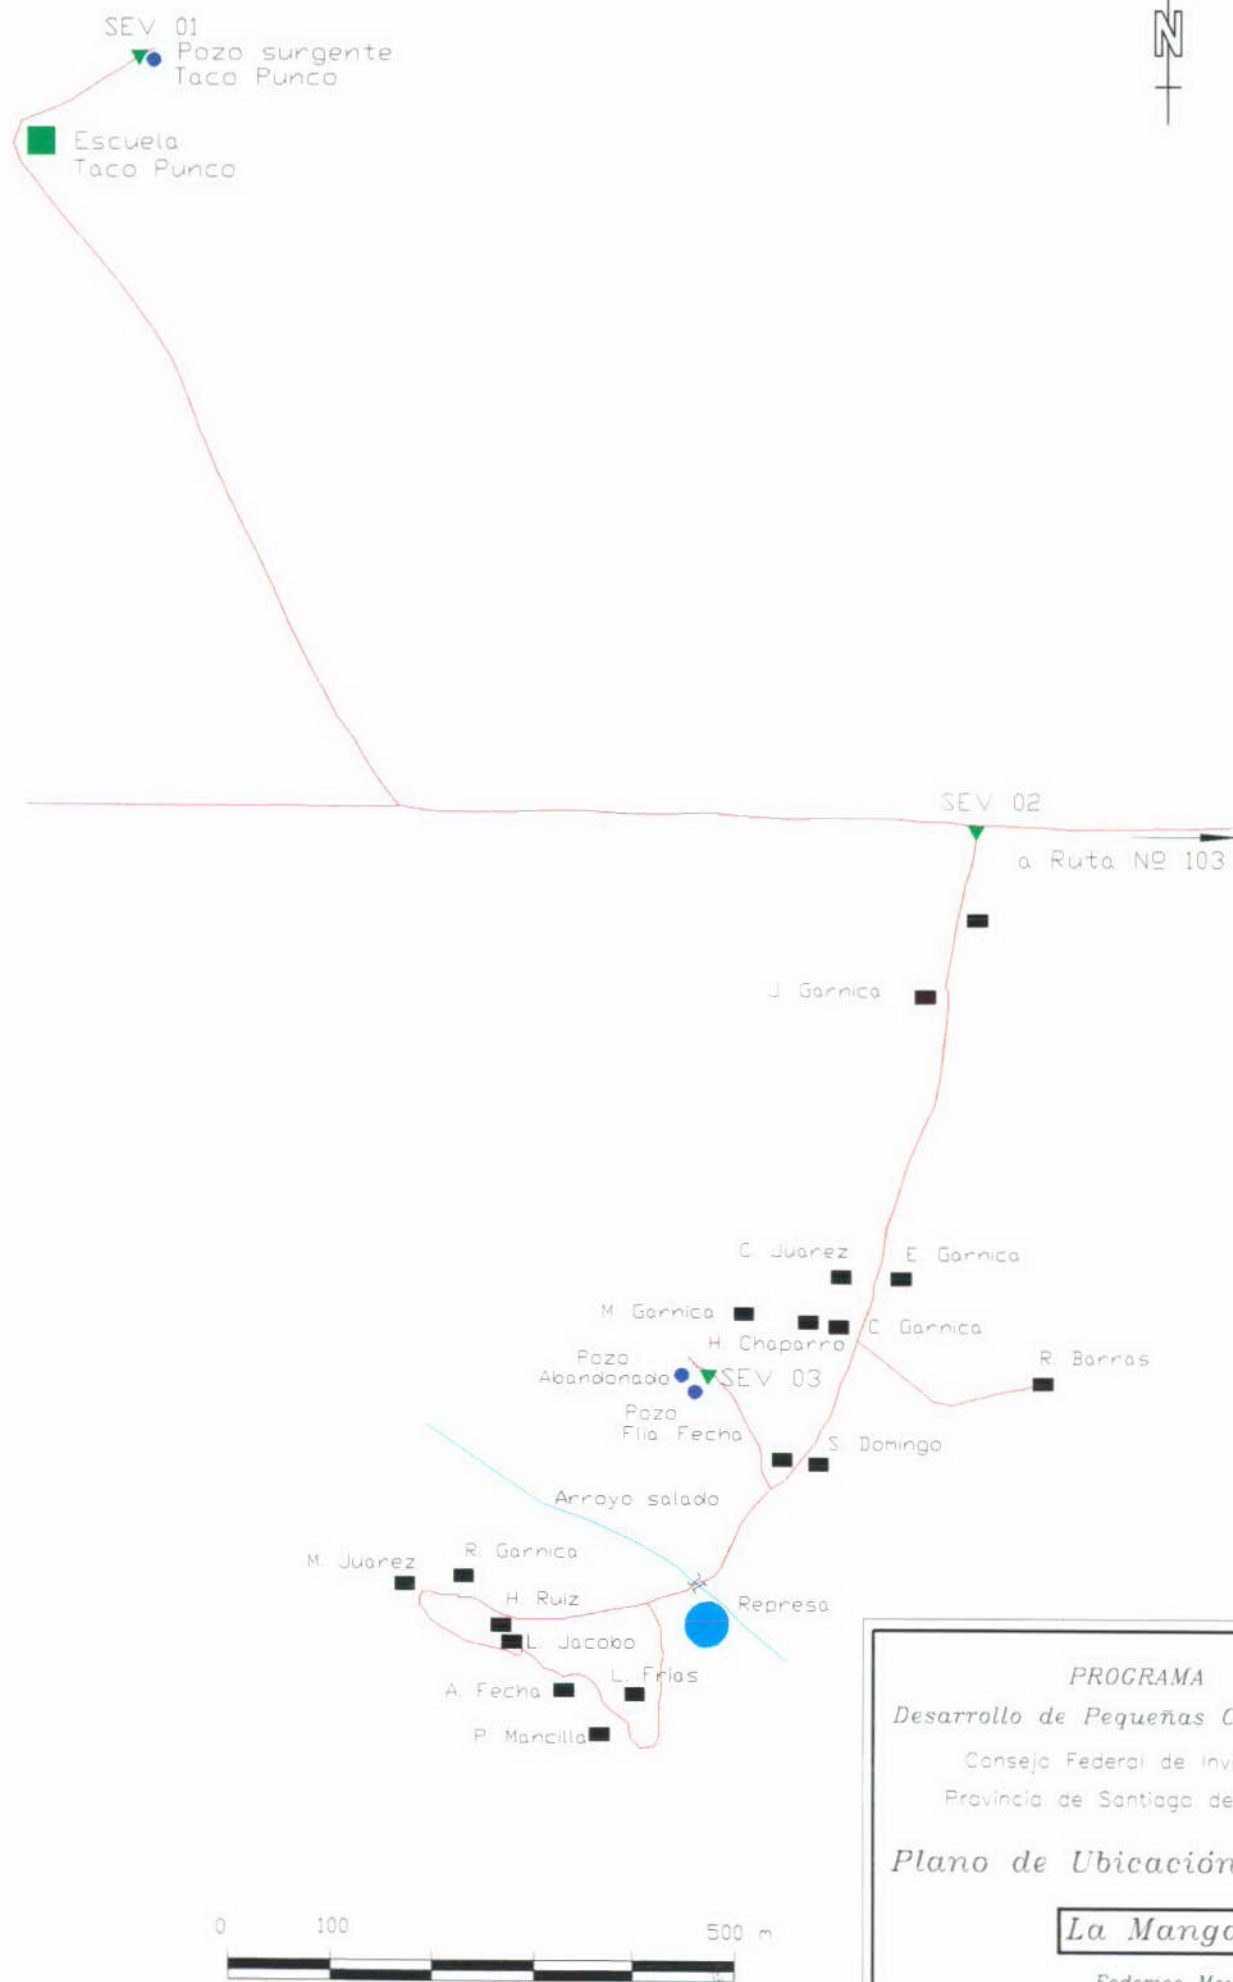 N
SEV 01
Pozo surgente
Taco Punco
Escuela
Taco Punco
SEV 02
a Ruta Nº 103
J. Garnica
C. Juarez
E. Garnica
M. Garnica
C. Garnica
H. Chaparro
R. Barras
Pozo
Abandonado
SEV 03
Pozo
Flia Fecha
S. Domingo
Arroyo salado
R. Garnica
M. Juarez
H. Ruiz
Represa
L. Jacobo
L. Frias
A. Fecha
P. Mancilla
PROGRAMA
Desarrollo de Pequeñas C
Consejo Federal de Inv
Provincia de Santiago de
Plano de Ubicación
La Manga
0 100 500 m